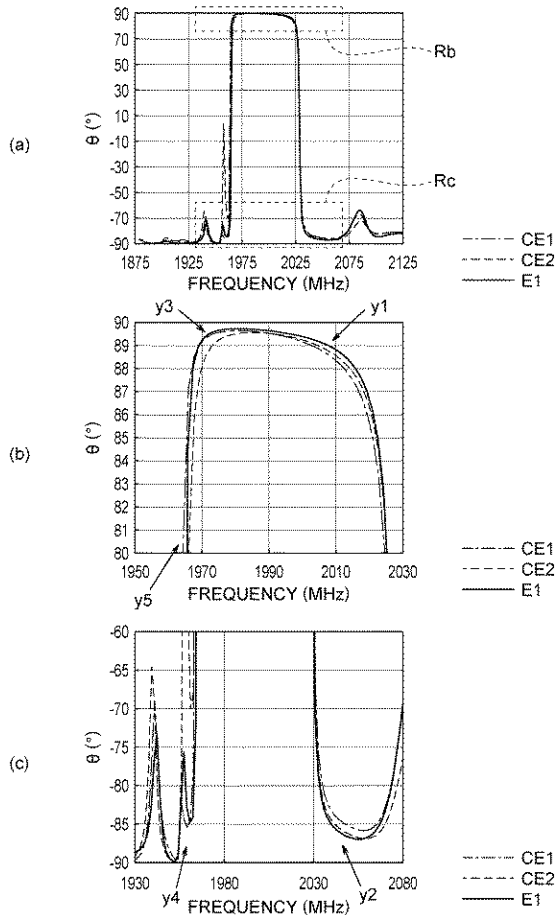 (a)
θ (°)
90
70
50
30
10
-10
-30
-50
-70
-90
1875 1925 1975 2025 2075 2125
FREQUENCY (MHz)
Rb
Rc
CE1
CE2
E1
(b)
y3
y1
θ (°)
90
89
88
87
86
85
84
83
82
81
80
1950 1970 1990 2010 2030
y5
FREQUENCY (MHz)
CE1
CE2
E1
(c)
θ (°)
-60
-65
-70
-75
-80
-85
-90
1930 1980 2030 2080
y4
y2
FREQUENCY (MHz)
CE1
CE2
E1